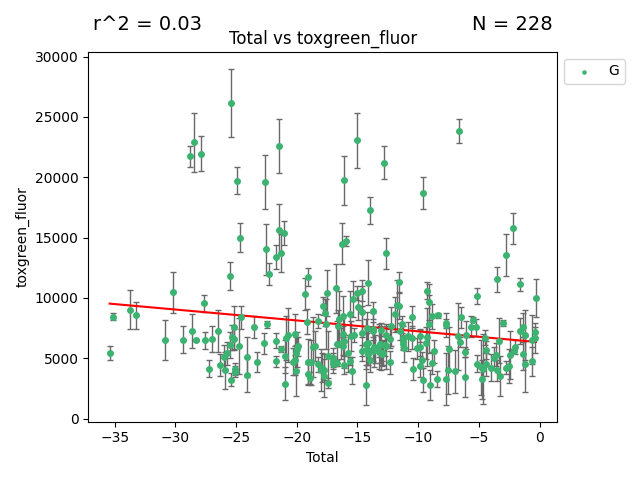 r^2 = 0.03
N = 228
Total vs toxgreen_fluor
G
30000
25000
20000
15000
10000
5000
0
toxgreen_fluor
−35 −30 −25 −20 −15 −10 −5 0
Total